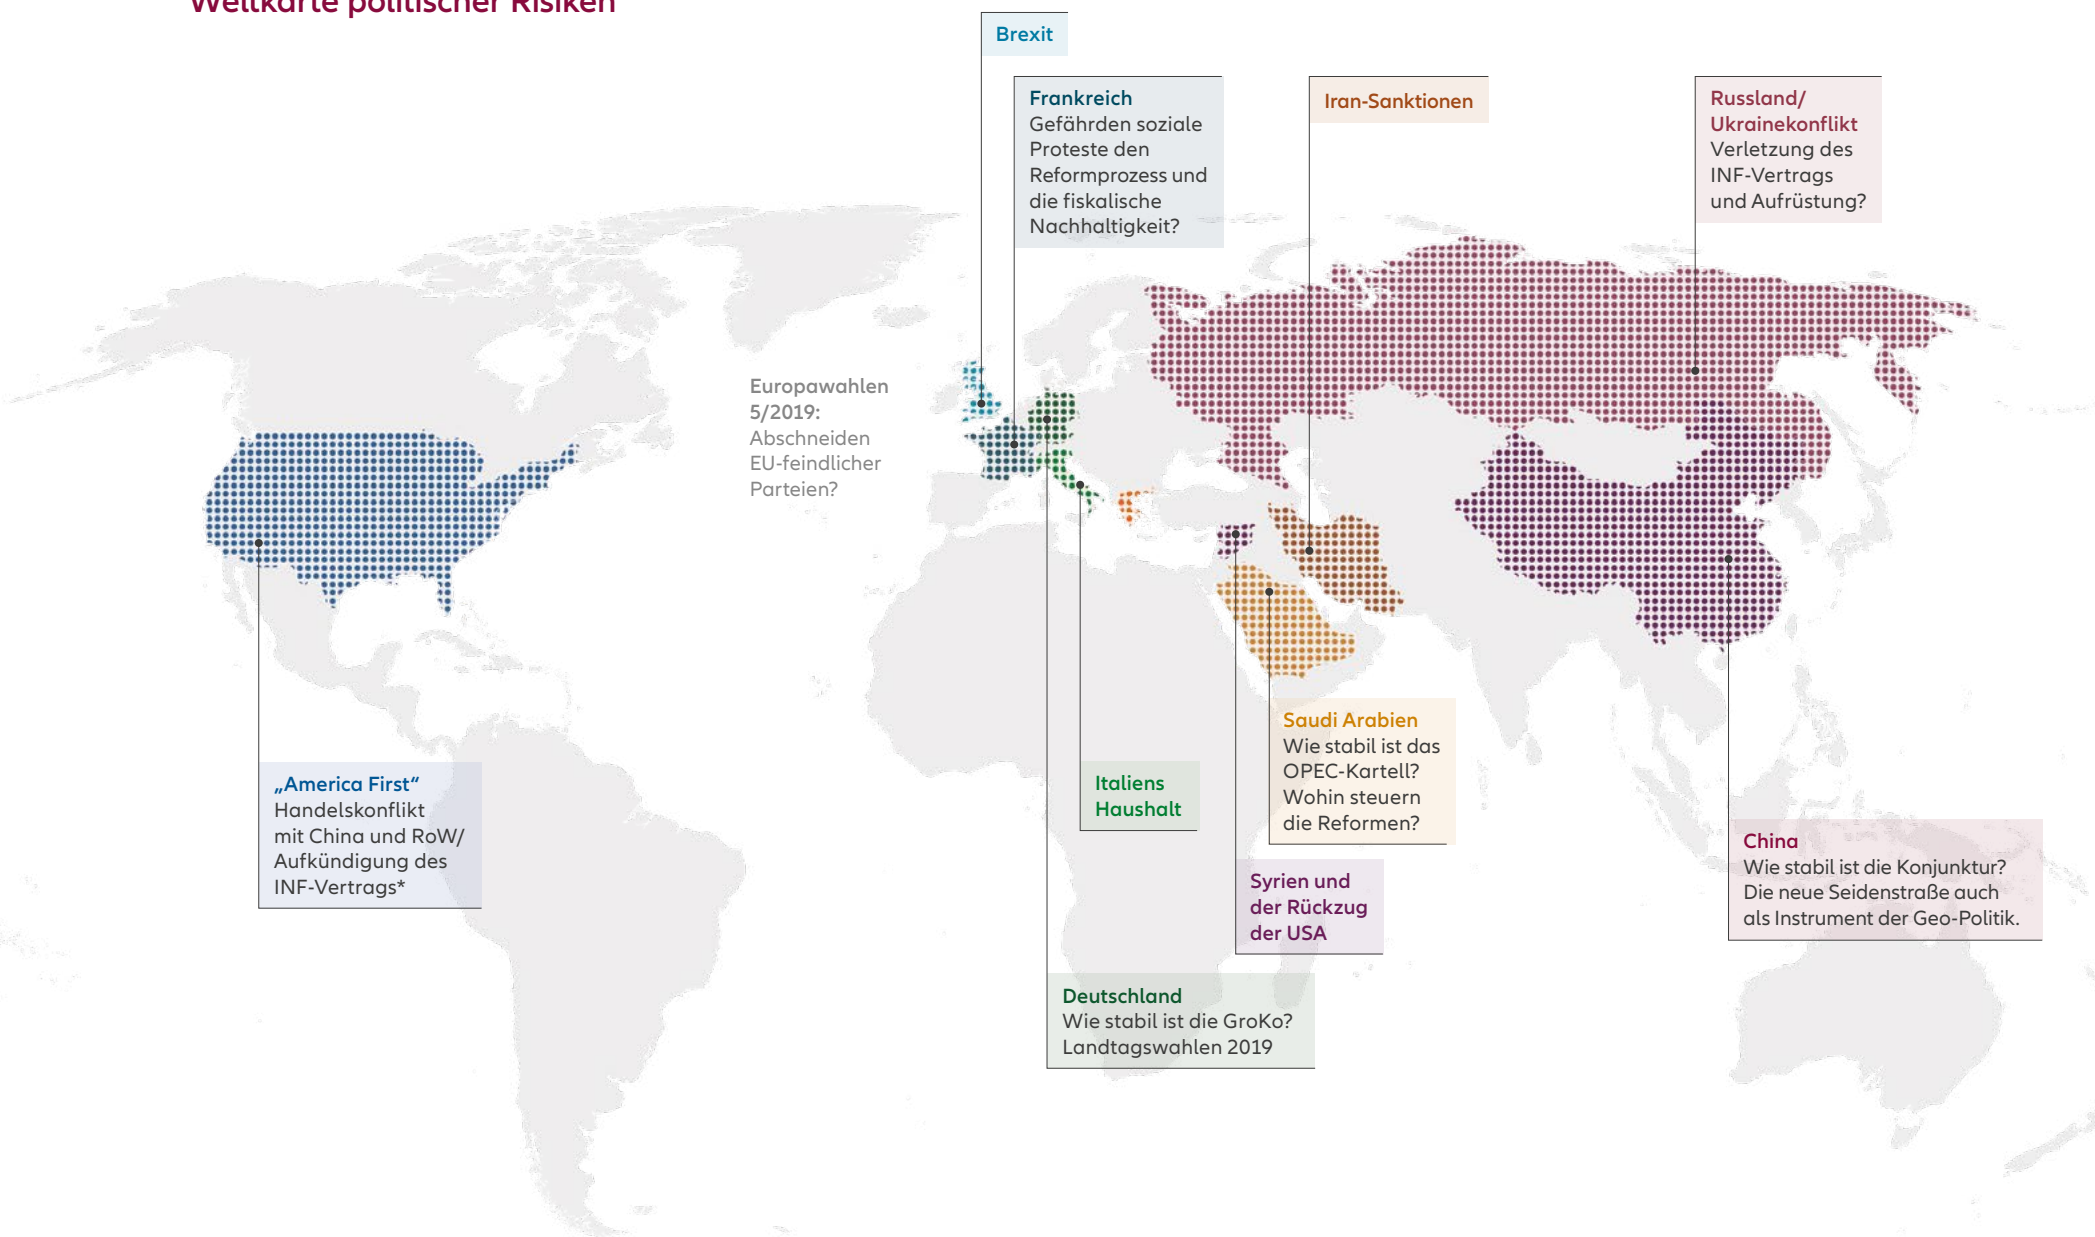 Weltkarte politischer Risiken
Brexit
Frankreich
Gefährden soziale
Proteste den
Reformprozess und
die fiskalische
Nachhaltigkeit?
Iran-Sanktionen
Russland/
Ukrainekonflikt
Verletzung des
INF-Vertrags
und Aufrüstung?
Europawahlen
5/2019:
Abschneiden
EU-feindlicher
Parteien?
„America First“
Handelskonflikt
mit China und RoW/
Aufkündigung des
INF-Vertrags*
Italiens
Haushalt
Saudi Arabien
Wie stabil ist das
OPEC-Kartell?
Wohin steuern
die Reformen?
Syrien und
der Rückzug
der USA
China
Wie stabil ist die Konjunktur?
Die neue Seidenstraße auch
als Instrument der Geo-Politik.
Deutschland
Wie stabil ist die GroKo?
Landtagswahlen 2019